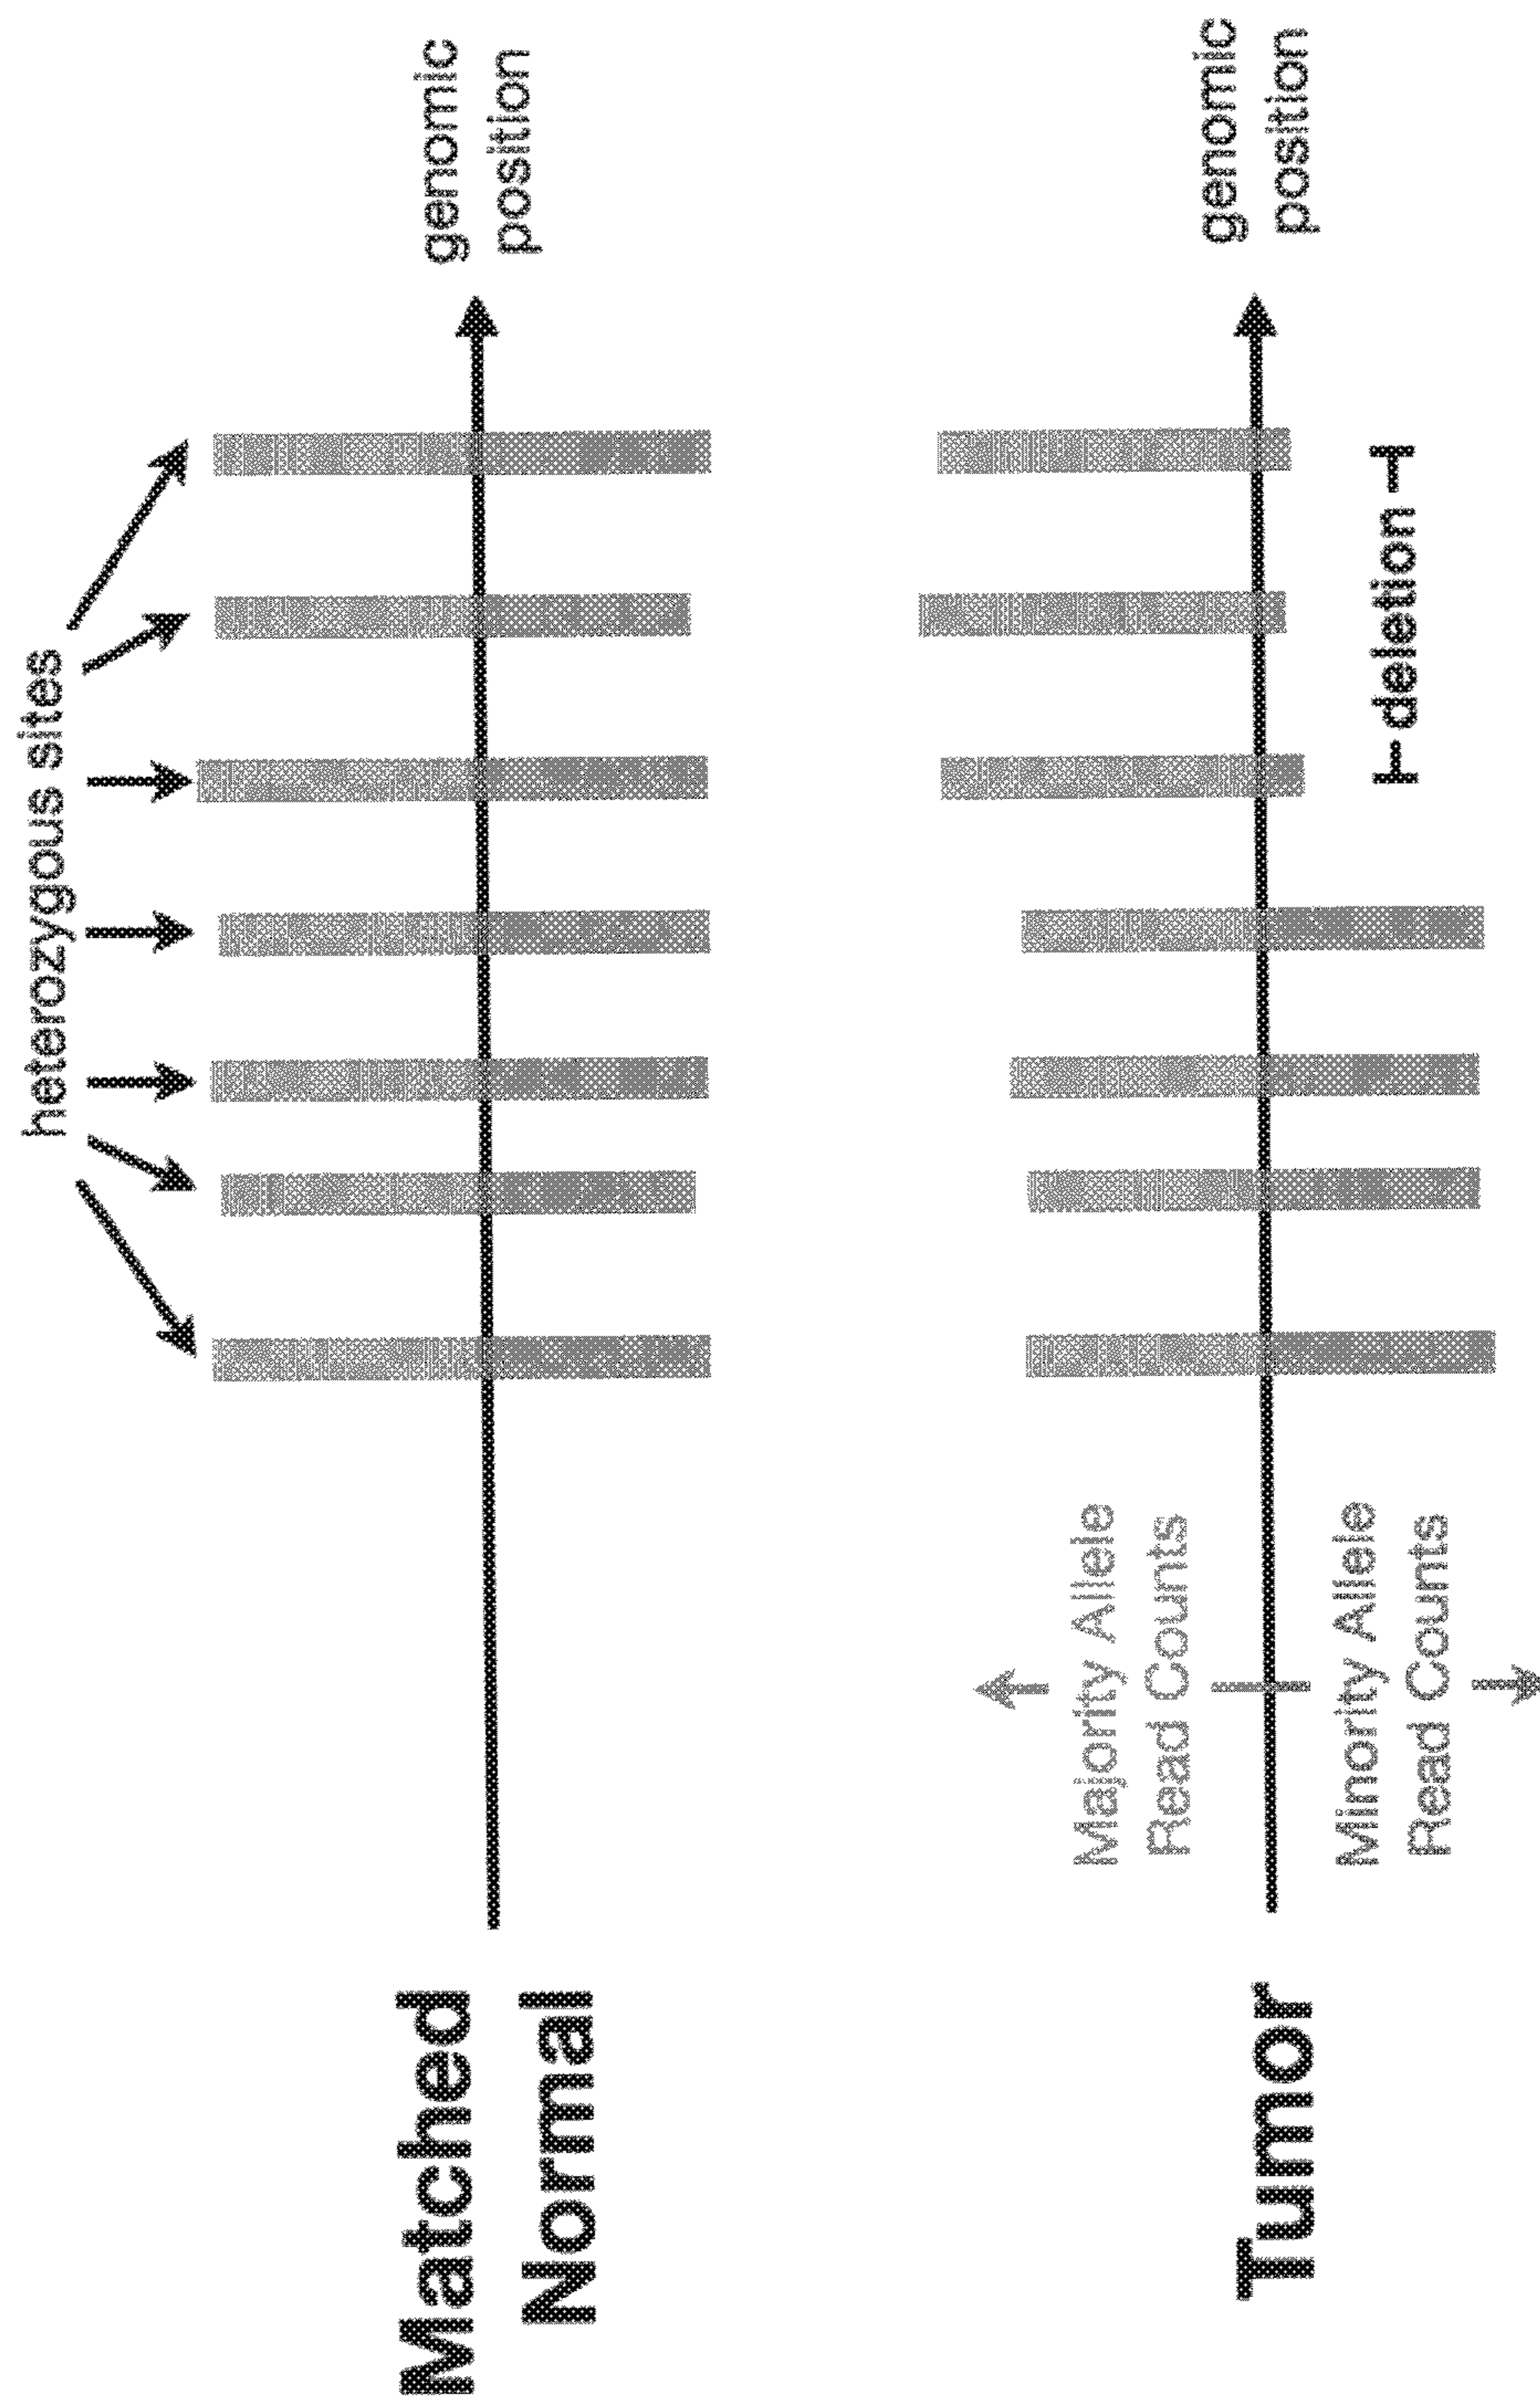 heterozygous sites
Matched
Normal
genomic
position
Majority Allele
Read Counts
Minority Allele
Read Counts
Tumor
genomic
position
deletion